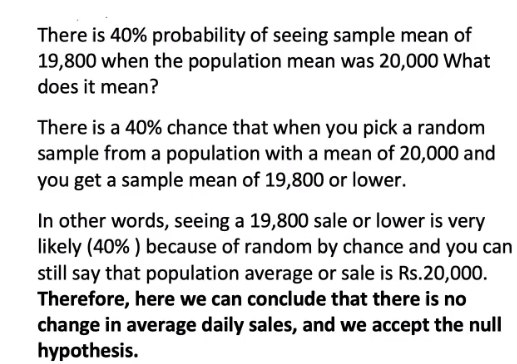 There is 40% probability of seeing sample mean of
19,800 when the population mean was 20,000 What
does it mean?
There is a 40% chance that when you pick a random
sample from a population with a mean of 20,000 and
you get a sample mean of 19,800 or lower.
In other words, seeing a 19,800 sale or lower is very
likely (40% ) because of random by chance and you can
still say that population average or sale is Rs.20,000.
Therefore, here we can conclude that there is no
change in average daily sales, and we accept the null
hypothesis.